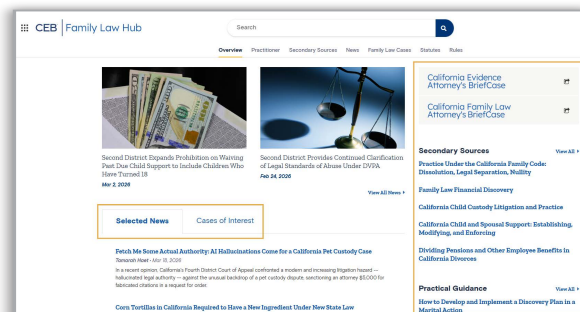 CEB Family Law Hub
Search
Overview Practitioner Secondary Sources News Family Law Cases Statutes Rules
Second District Expands Prohibition on Waiving
Past Due Child Support to Include Children Who
Have Turned 18
Mar 2, 2026
Second District Provides Continued Clarification
of Legal Standards of Abuse Under DVPA
Feb 24, 2026
View All News
Selected News Cases of Interest
Fetch Me Some Actual Authority: AI Hallucinations Come for a California Pet Custody Case
Tamarah Haet - Mar 18, 2026
In a recent opinion, California's Fourth District Court of Appeal confronted a modern and increasing litigation hazard —
hallucinated legal authority — against the unusual backdrop of a pet custody dispute, sanctioning an attorney $5,000 for
fabricated citations in a request for order.
Corn Tortillas in California Required to Have a New Ingredient Under New State Law
California Evidence
Attorney's BriefCase
California Family Law
Attorney's BriefCase
Secondary Sources View All
Practice Under the California Family Code:
Dissolution, Legal Separation, Nullity
Family Law Financial Discovery
California Child Custody Litigation and Practice
California Child and Spousal Support: Establishing,
Modifying, and Enforcing
Dividing Pensions and Other Employee Benefits in
California Divorces
Practical Guidance View All
How to Develop and Implement a Discovery Plan in a
Marital Action